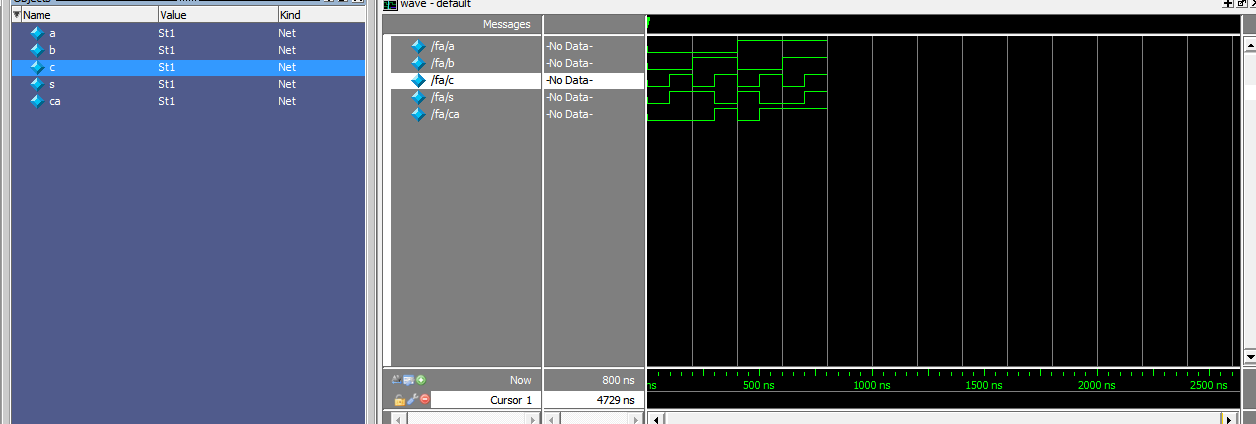 Objects
wave - default
Name Value Kind
Messages
a St1 Net
b St1 Net
c St1 Net
s St1 Net
ca St1 Net
/fa/a -No Data-
/fa/b -No Data-
/fa/c -No Data-
/fa/s -No Data-
/fa/ca -No Data-
Now 800 ns
ns 500 ns 1000 ns 1500 ns 2000 ns 2500 ns
Cursor 1 4729 ns